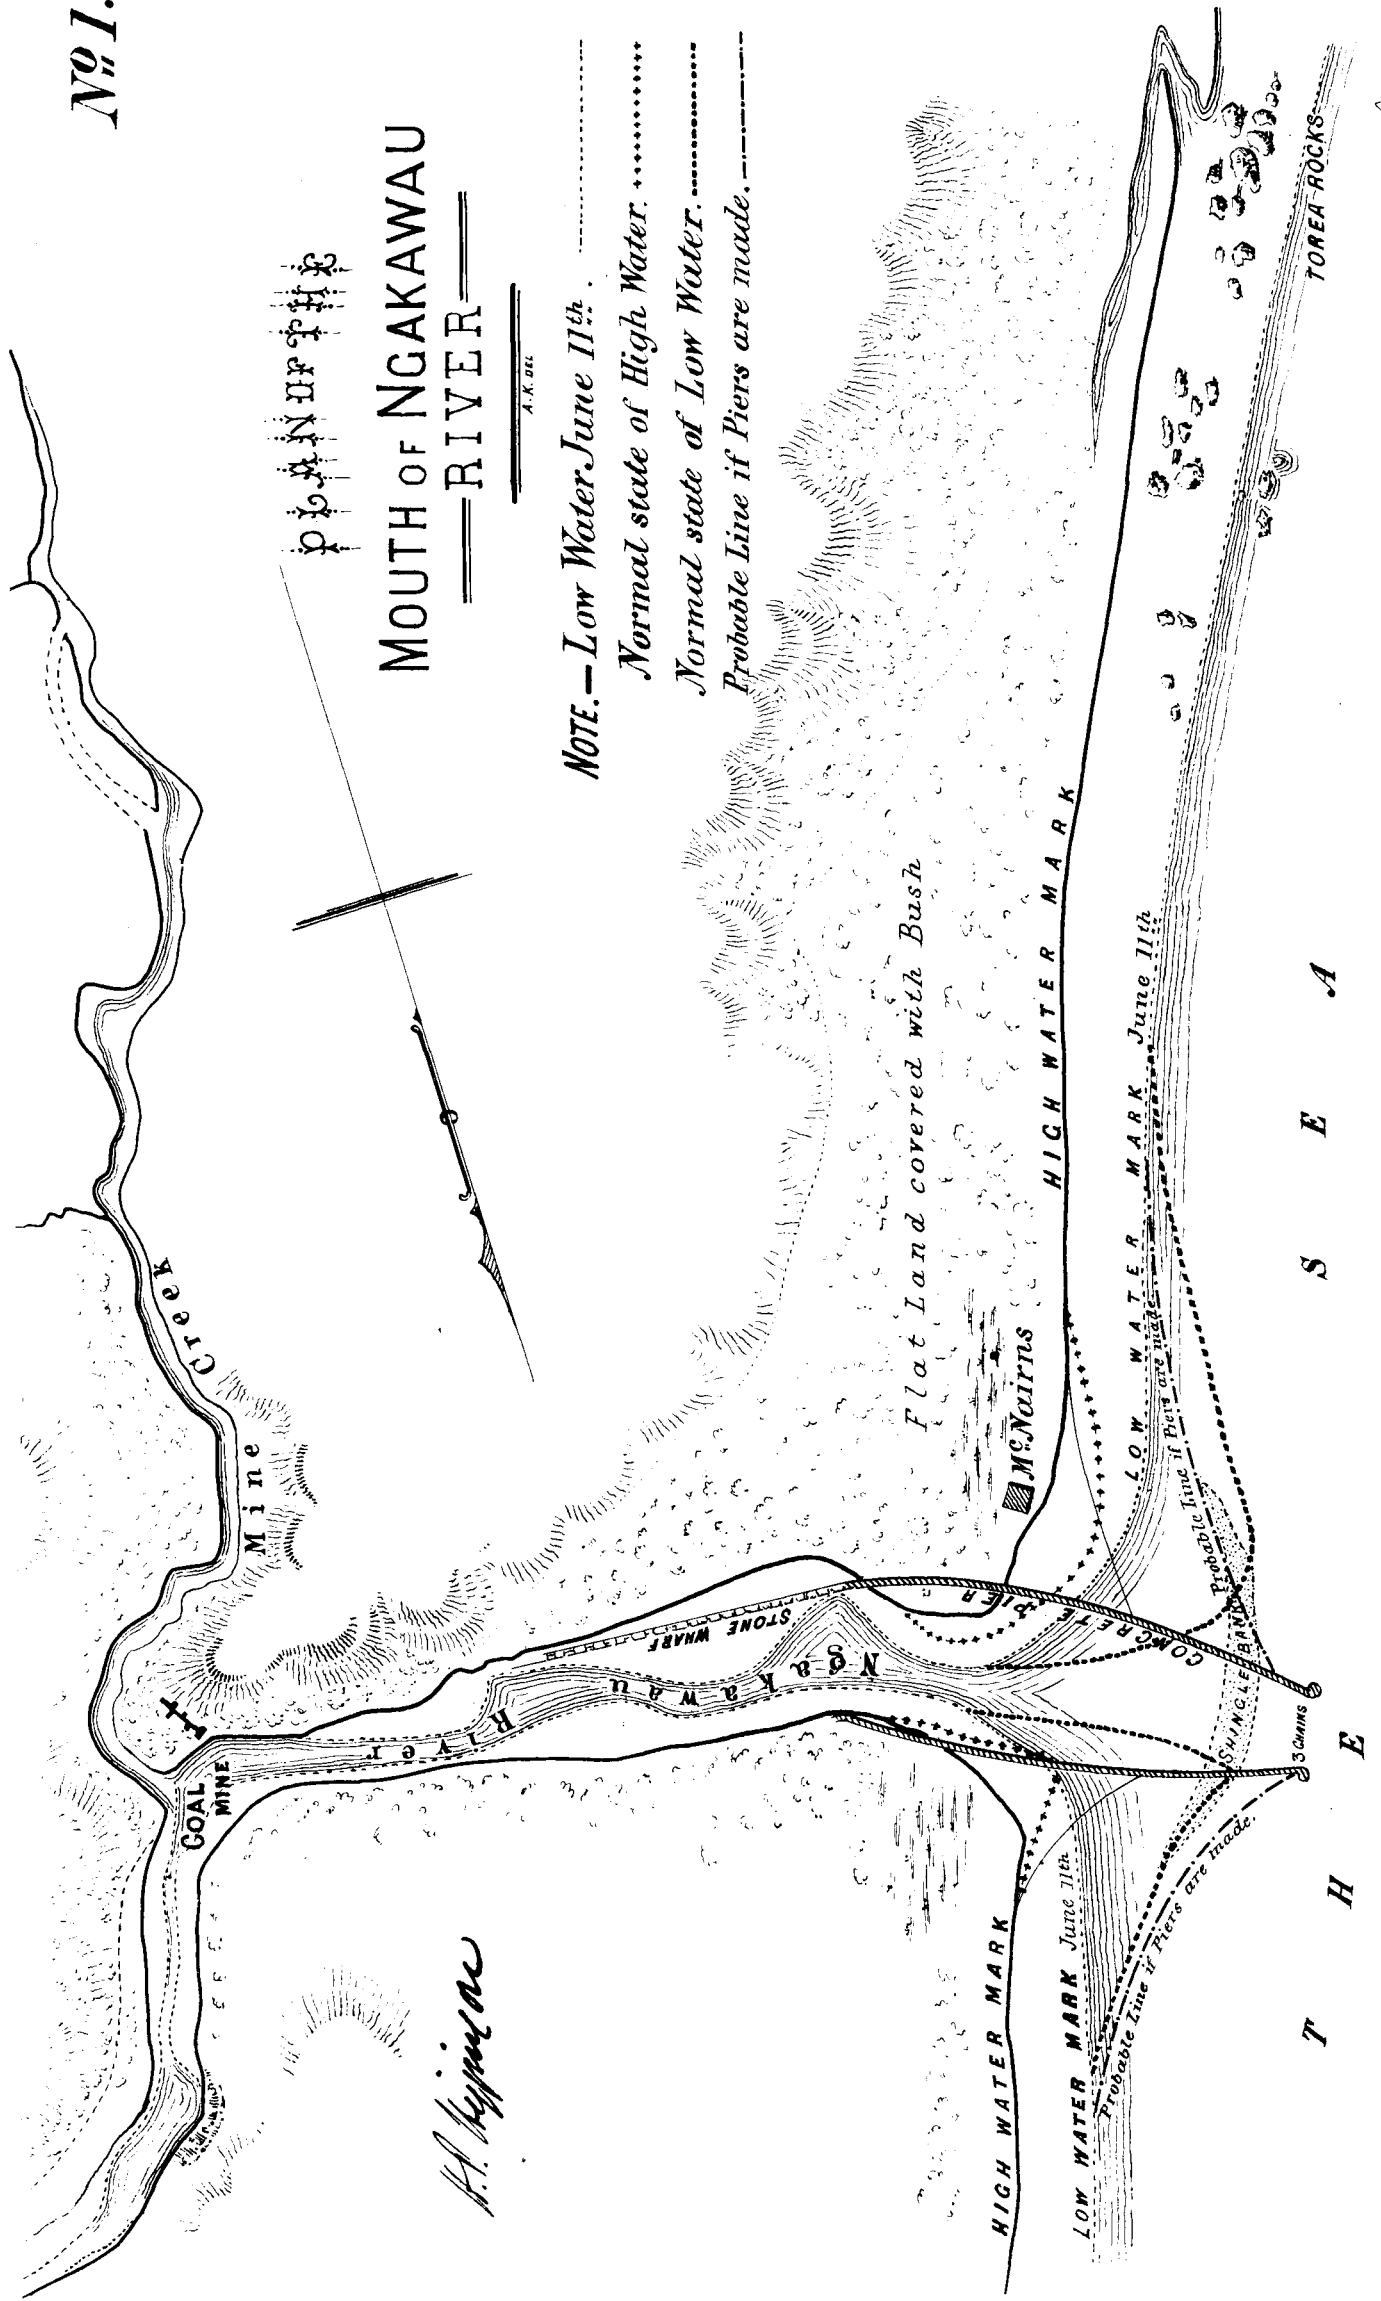 No. 1.
PLAN OF THE
MOUTH OF NGAKAWAU
RIVER
A.K. DEL
NOTE.—Low Water June 11th.
Normal state of High Water.
Normal state of Low Water.
Probable Line if Piers are made.
Mine Creek
COAL
MINE
Ngakawau River
STONE WHARF
CONCRETE PIER
Flat Land covered with Bush
McNairns
HIGH WATER MARK
LOW WATER MARK June 11th
Probable Line if Piers are made
Probable Line if Piers are made.
SHINGLE BANK
3 CHAINS
HIGH WATER MARK
LOW WATER MARK June 11th
TOREA ROCKS
THE SEA